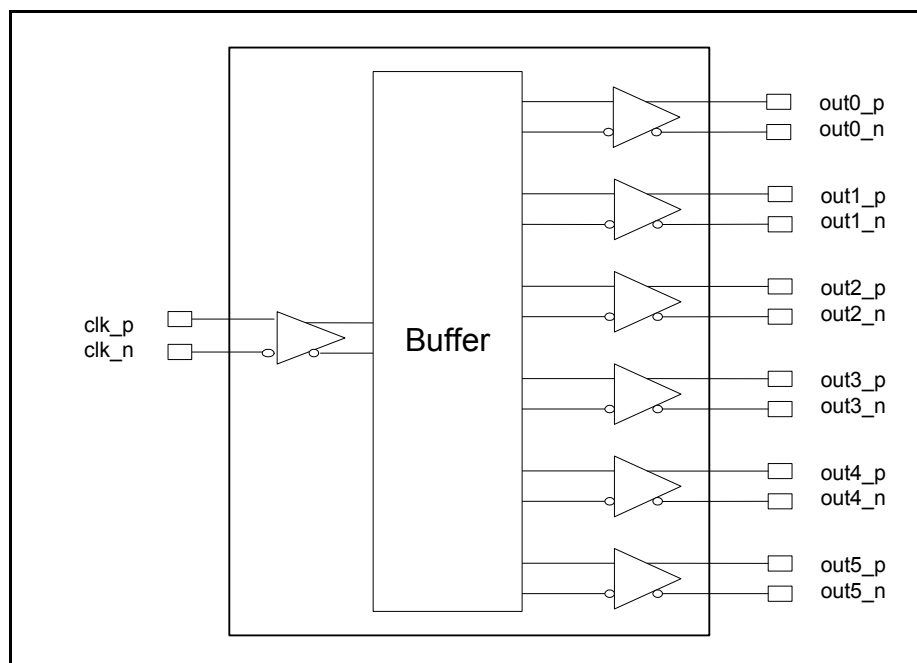 clk_p
clk_n
Buffer
out0_p
out0_n
out1_p
out1_n
out2_p
out2_n
out3_p
out3_n
out4_p
out4_n
out5_p
out5_n